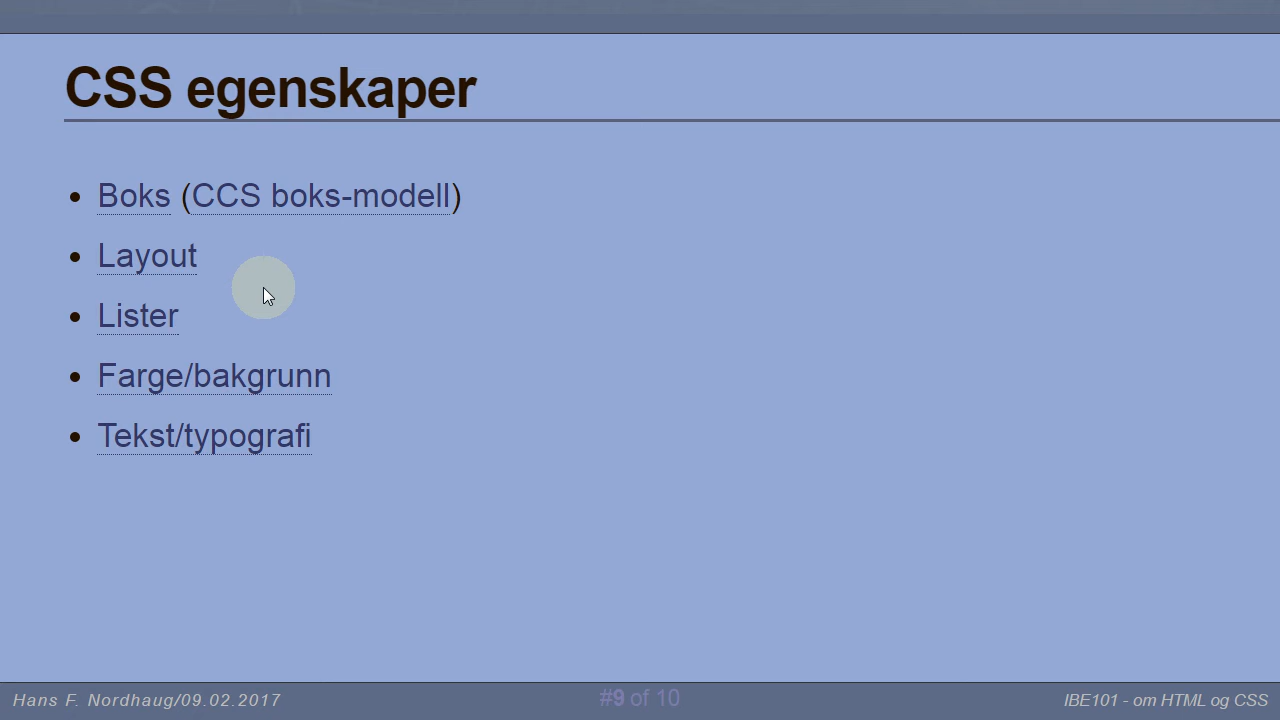 CSS egenskaper
Boks (CCS boks-modell)
Layout
Lister
Farge/bakgrunn
Tekst/typografi
Hans F. Nordhaug/09.02.2017
#9 of 10
IBE101 - om HTML og CSS